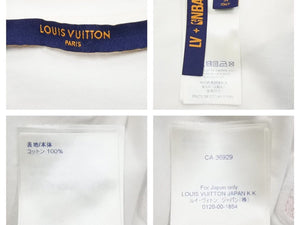 LOUIS VUITTON
PARIS
LV + NBA
表地/本体
コットン 100%
CA 36929
For Japan only
LOUIS VUITTON JAPAN K.K.
ルイ・ヴィトン ジャパン(株)
0120-00-1854